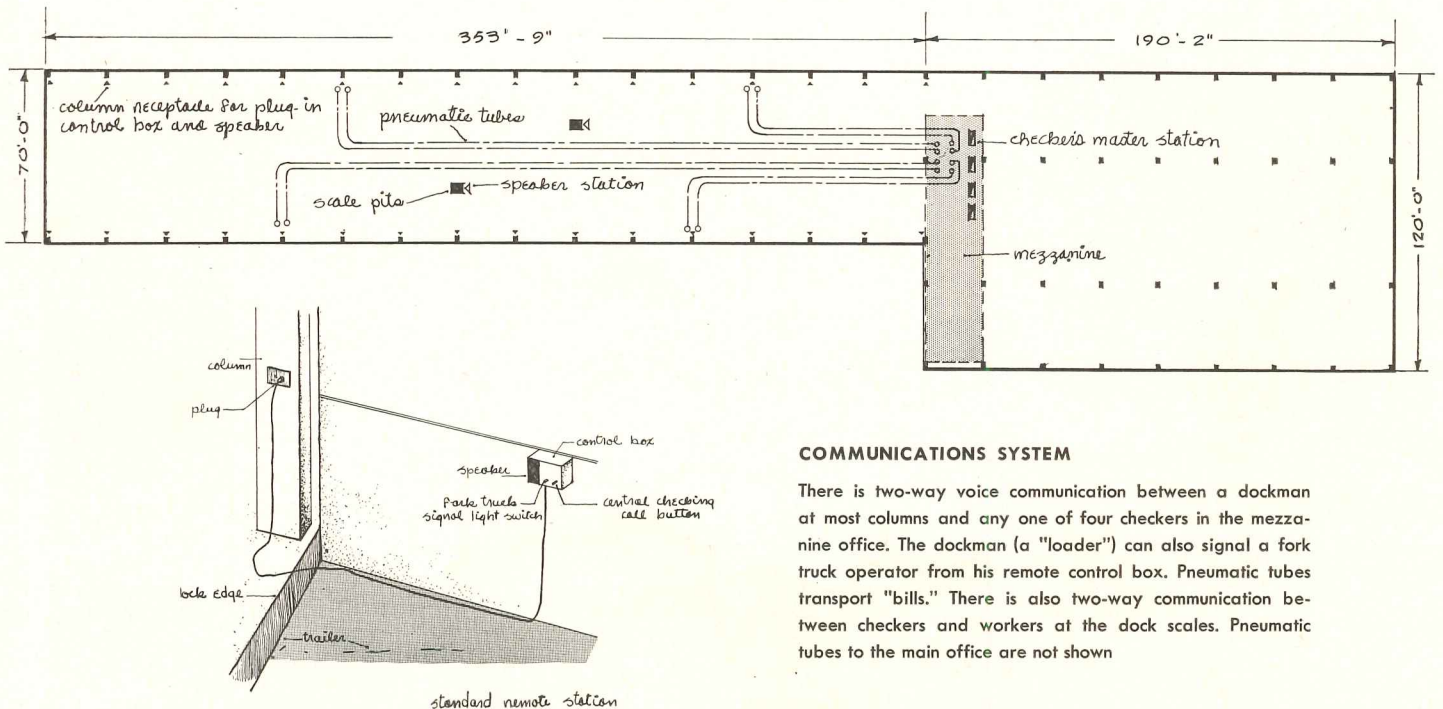 353'-9"
190'-2"
70'-0"
120'-0"
column receptacle for plug-in
control box and speaker
pneumatic tubes
scale pits
speaker station
checker's master station
mezzanine
column
plug
speaker
control box
Fork truck
signal light switch
central checking
call button
lock edge
trailer
standard remote station
COMMUNICATIONS SYSTEM
There is two-way voice communication between a dockman
at most columns and any one of four checkers in the mezza-
nine office. The dockman (a "loader") can also signal a fork
truck operator from his remote control box. Pneumatic tubes
transport "bills." There is also two-way communication be-
tween checkers and workers at the dock scales. Pneumatic
tubes to the main office are not shown